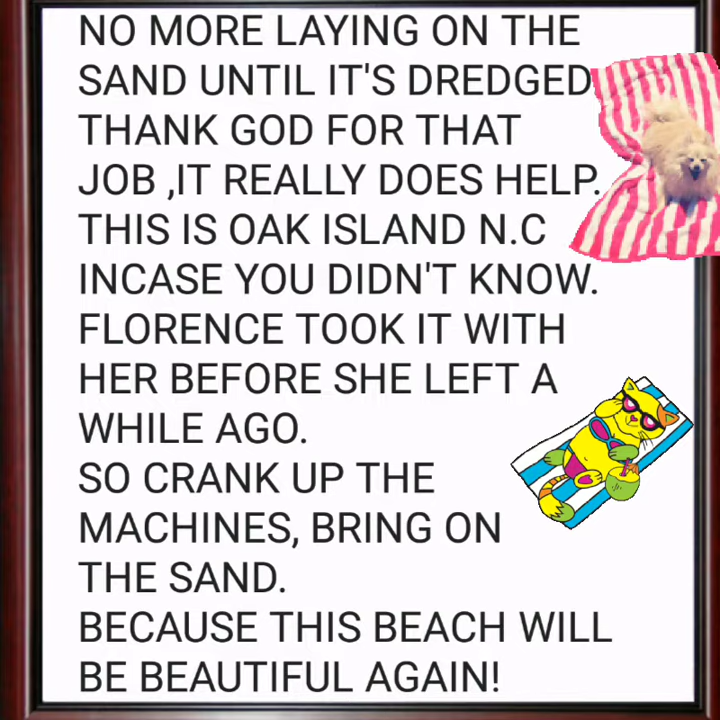 NO MORE LAYING ON THE
SAND UNTIL IT'S DREDGED
THANK GOD FOR THAT
JOB ,IT REALLY DOES HELP.
THIS IS OAK ISLAND N.C
INCASE YOU DIDN'T KNOW.
FLORENCE TOOK IT WITH
HER BEFORE SHE LEFT A
WHILE AGO.
SO CRANK UP THE
MACHINES, BRING ON
THE SAND.
BECAUSE THIS BEACH WILL
BE BEAUTIFUL AGAIN!